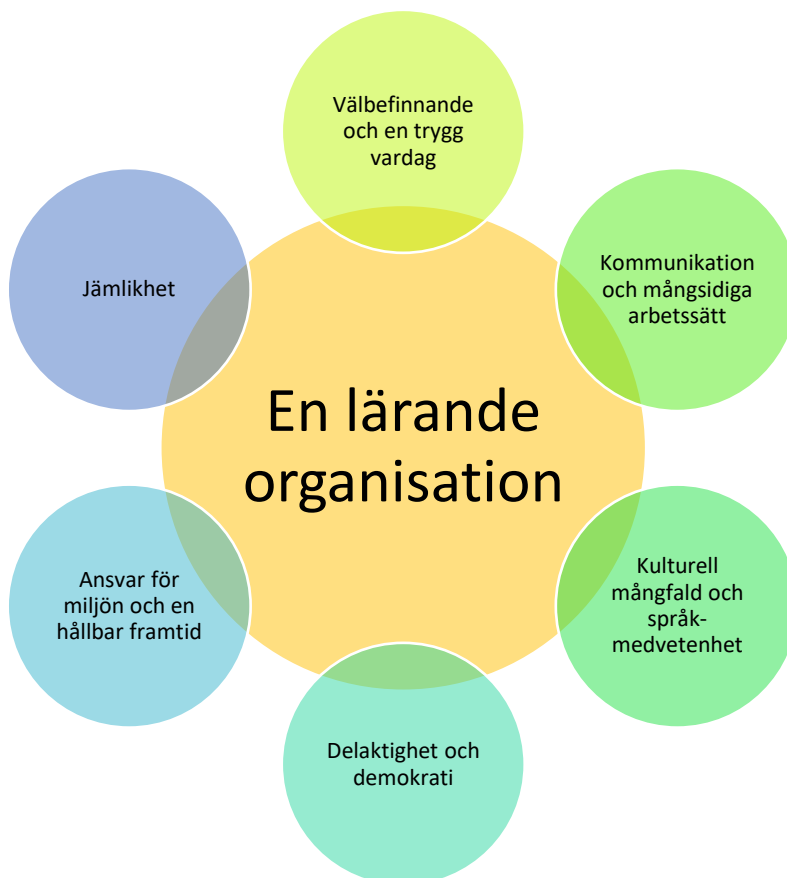 Välbefinnande
och en trygg
vardag
Jämlikhet
Kommunikation
och mångsidiga
arbetssätt
En lärande
organisation
Ansvar för
miljön och en
hållbar framtid
Kulturell
mångfald och
språk-
medvetenhet
Delaktighet och
demokrati